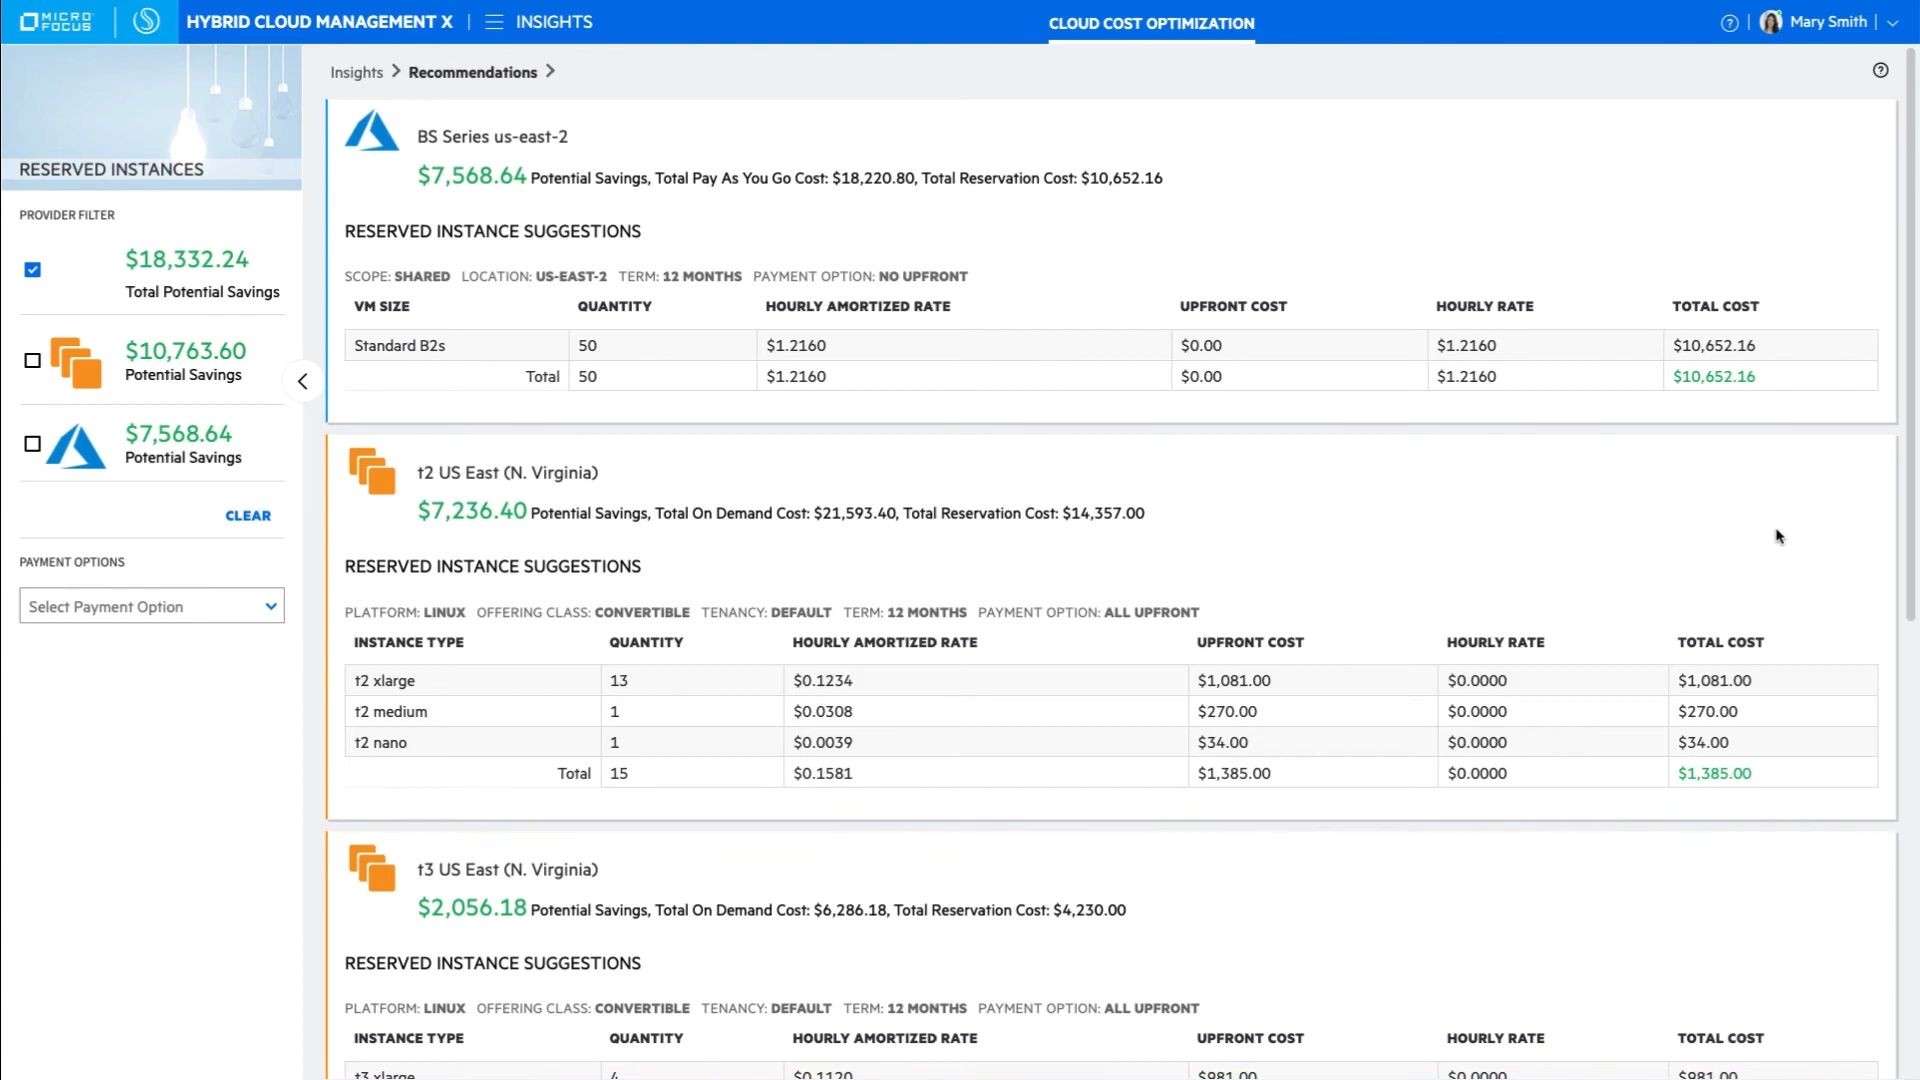 MICRO FOCUS
HYBRID CLOUD MANAGEMENT X | INSIGHTS
CLOUD COST OPTIMIZATION
Mary Smith
RESERVED INSTANCES
PROVIDER FILTER
$18,332.24
Total Potential Savings
$10,763.60
Potential Savings
$7,568.64
Potential Savings
CLEAR
PAYMENT OPTIONS
Select Payment Option
Insights > Recommendations >
BS Series us-east-2
$7,568.64 Potential Savings, Total Pay As You Go Cost: $18,220.80, Total Reservation Cost: $10,652.16
RESERVED INSTANCE SUGGESTIONS
SCOPE: SHARED LOCATION: US-EAST-2 TERM: 12 MONTHS PAYMENT OPTION: NO UPFRONT
VM SIZE QUANTITY HOURLY AMORTIZED RATE UPFRONT COST HOURLY RATE TOTAL COST
Standard B2s 50 $1.2160 $0.00 $1.2160 $10,652.16
Total 50 $1.2160 $0.00 $1.2160 $10,652.16
t2 US East (N. Virginia)
$7,236.40 Potential Savings, Total On Demand Cost: $21,593.40, Total Reservation Cost: $14,357.00
RESERVED INSTANCE SUGGESTIONS
PLATFORM: LINUX OFFERING CLASS: CONVERTIBLE TENANCY: DEFAULT TERM: 12 MONTHS PAYMENT OPTION: ALL UPFRONT
INSTANCE TYPE QUANTITY HOURLY AMORTIZED RATE UPFRONT COST HOURLY RATE TOTAL COST
t2 xlarge 13 $0.1234 $1,081.00 $0.0000 $1,081.00
t2 medium 1 $0.0308 $270.00 $0.0000 $270.00
t2 nano 1 $0.0039 $34.00 $0.0000 $34.00
Total 15 $0.1581 $1,385.00 $0.0000 $1,385.00
t3 US East (N. Virginia)
$2,056.18 Potential Savings, Total On Demand Cost: $6,286.18, Total Reservation Cost: $4,230.00
RESERVED INSTANCE SUGGESTIONS
PLATFORM: LINUX OFFERING CLASS: CONVERTIBLE TENANCY: DEFAULT TERM: 12 MONTHS PAYMENT OPTION: ALL UPFRONT
INSTANCE TYPE QUANTITY HOURLY AMORTIZED RATE UPFRONT COST HOURLY RATE TOTAL COST
t3 xlarge 4 $0.1120 $981.00 $0.0000 $981.00